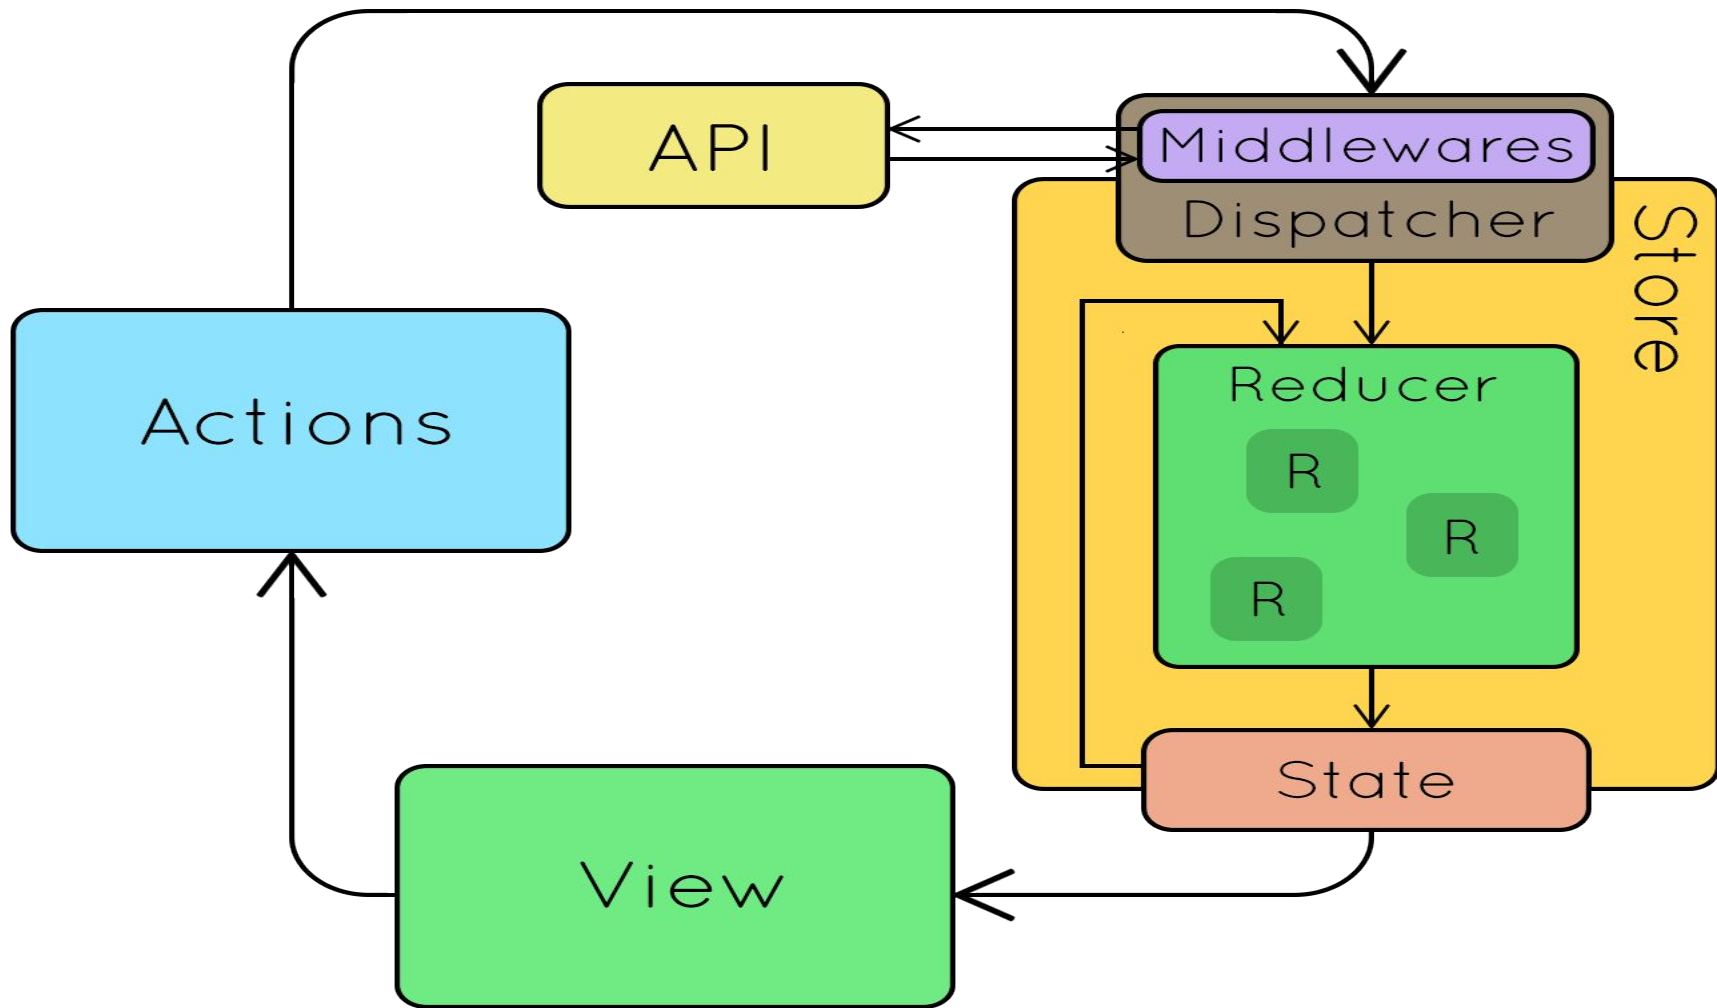 API
Middlewares
Dispatcher
Store
Actions
Reducer
R
R
R
State
View